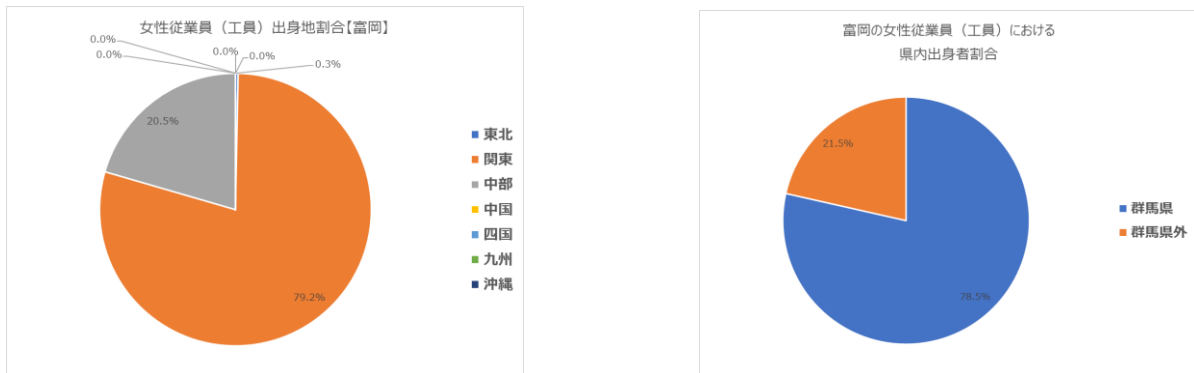 女性従業員（工員）出身地割合【富岡】
0.0%
0.0%
0.0%
0.0%
0.3%
20.5%
79.2%
東北
関東
中部
中国
四国
九州
沖縄
富岡の女性従業員（工員）における
県内出身者割合
21.5%
78.5%
群馬県
群馬県外